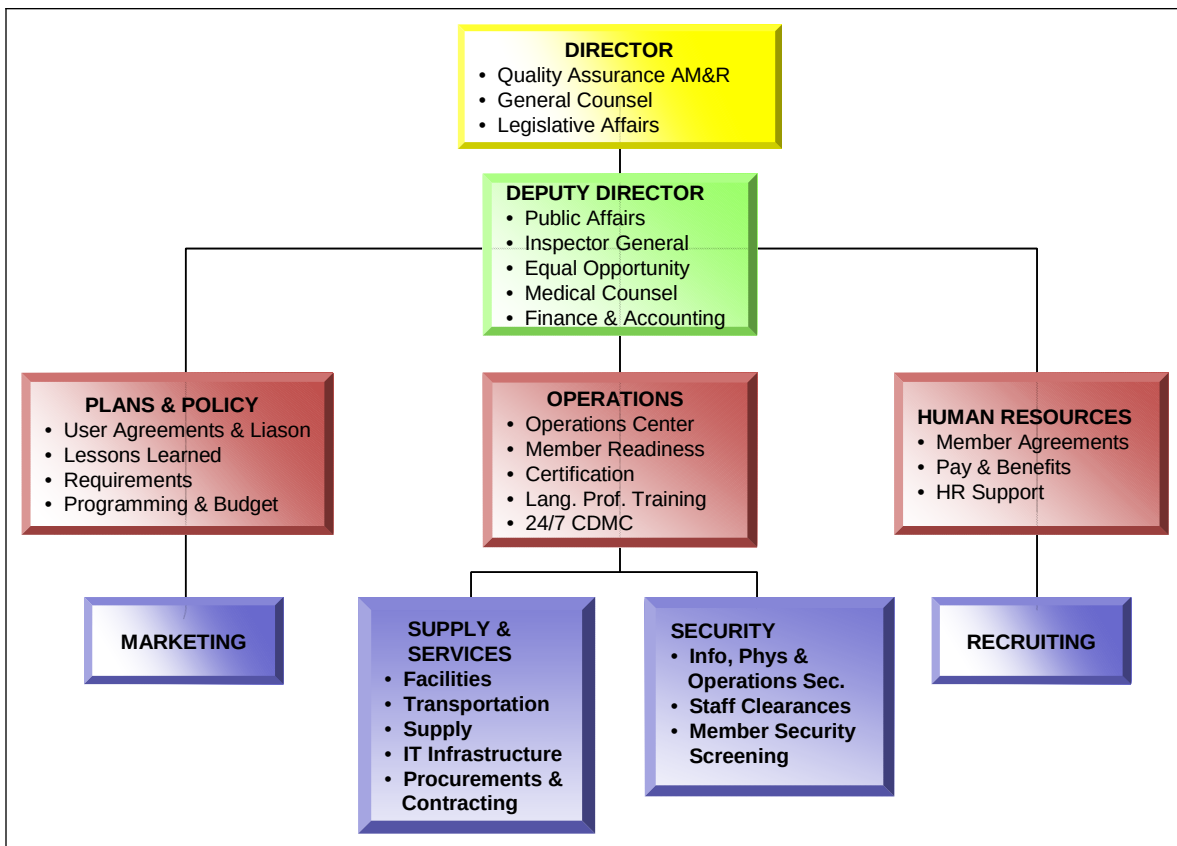 DIRECTOR
• Quality Assurance AM&R
• General Counsel
• Legislative Affairs
DEPUTY DIRECTOR
• Public Affairs
• Inspector General
• Equal Opportunity
• Medical Counsel
• Finance & Accounting
PLANS & POLICY
• User Agreements & Liason
• Lessons Learned
• Requirements
• Programming & Budget
OPERATIONS
• Operations Center
• Member Readiness
• Certification
• Lang. Prof. Training
• 24/7 CDMC
HUMAN RESOURCES
• Member Agreements
• Pay & Benefits
• HR Support
MARKETING
SUPPLY &
SERVICES
• Facilities
• Transportation
• Supply
• IT Infrastructure
• Procurements &
Contracting
SECURITY
• Info, Phys &
Operations Sec.
• Staff Clearances
• Member Security
Screening
RECRUITING